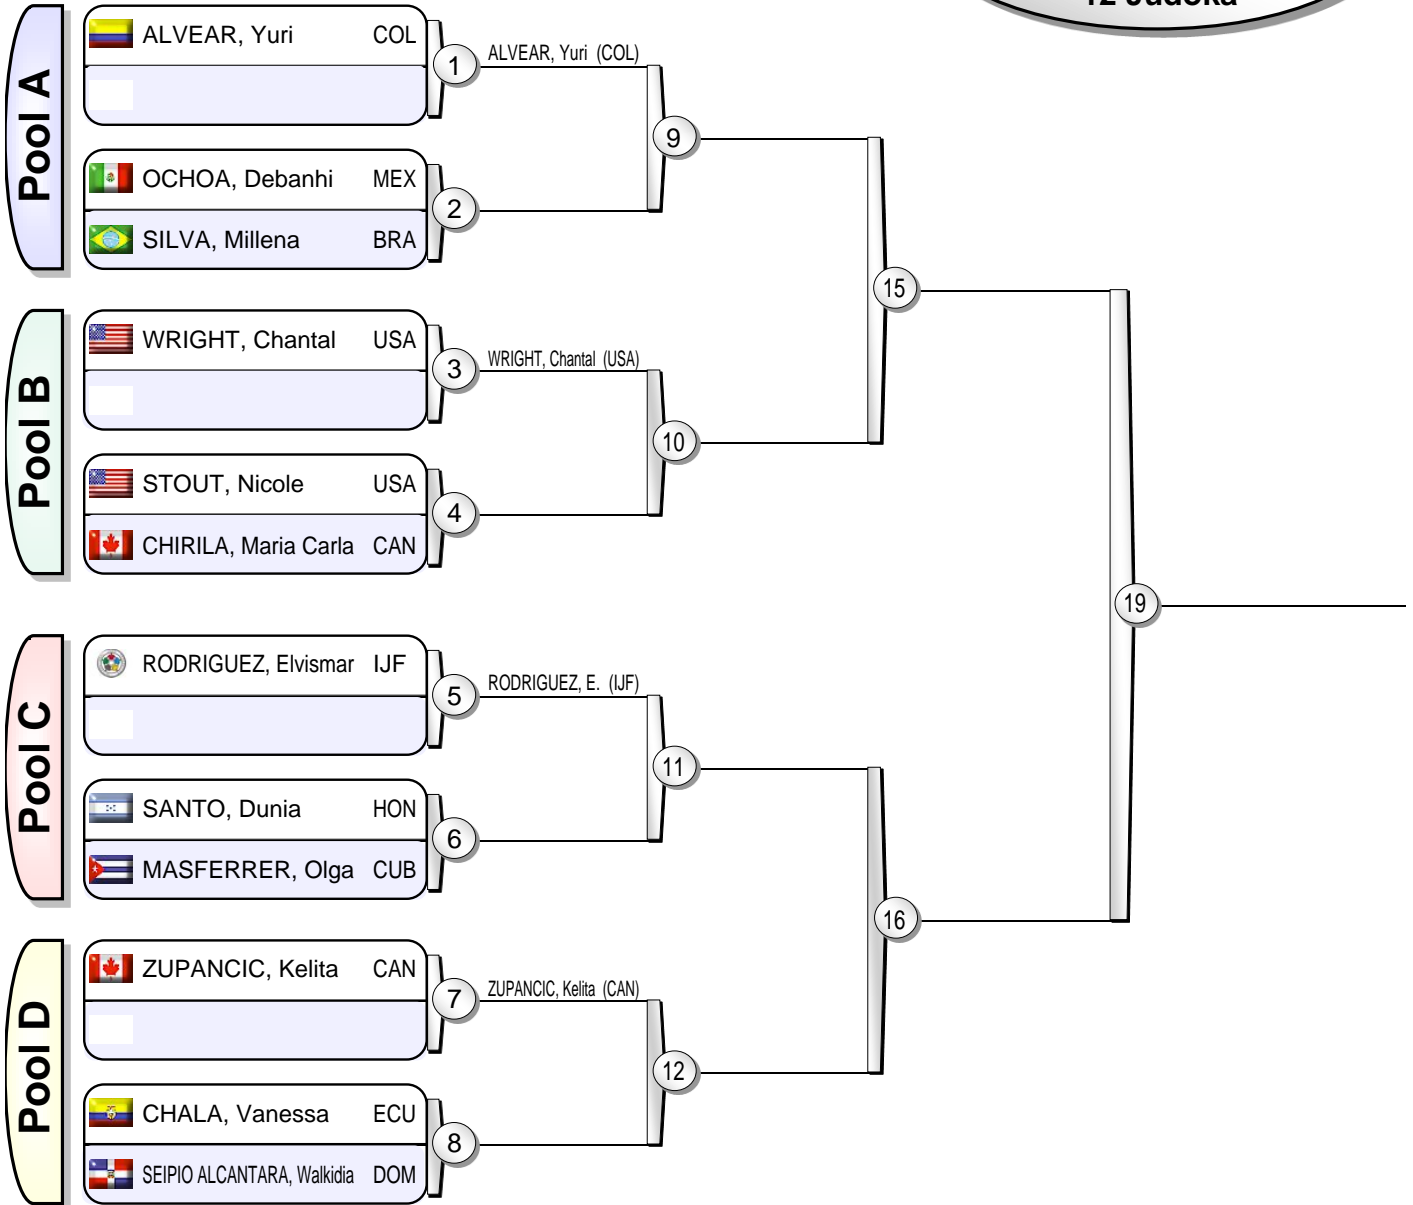 12 Judoka
Pool A
ALVEAR, Yuri COL
1
ALVEAR, Yuri (COL)
9
OCHOA, Debanhi MEX
2
SILVA, Millena BRA
15
Pool B
WRIGHT, Chantal USA
3
WRIGHT, Chantal (USA)
10
STOUT, Nicole USA
4
CHIRILA, Maria Carla CAN
19
Pool C
RODRIGUEZ, Elvismar IJF
5
RODRIGUEZ, E. (IJF)
11
SANTO, Dunia HON
6
MASFERRER, Olga CUB
16
Pool D
ZUPANCIC, Kelita CAN
7
ZUPANCIC, Kelita (CAN)
12
CHALA, Vanessa ECU
8
SEIPIO ALCANTARA, Walkidia DOM